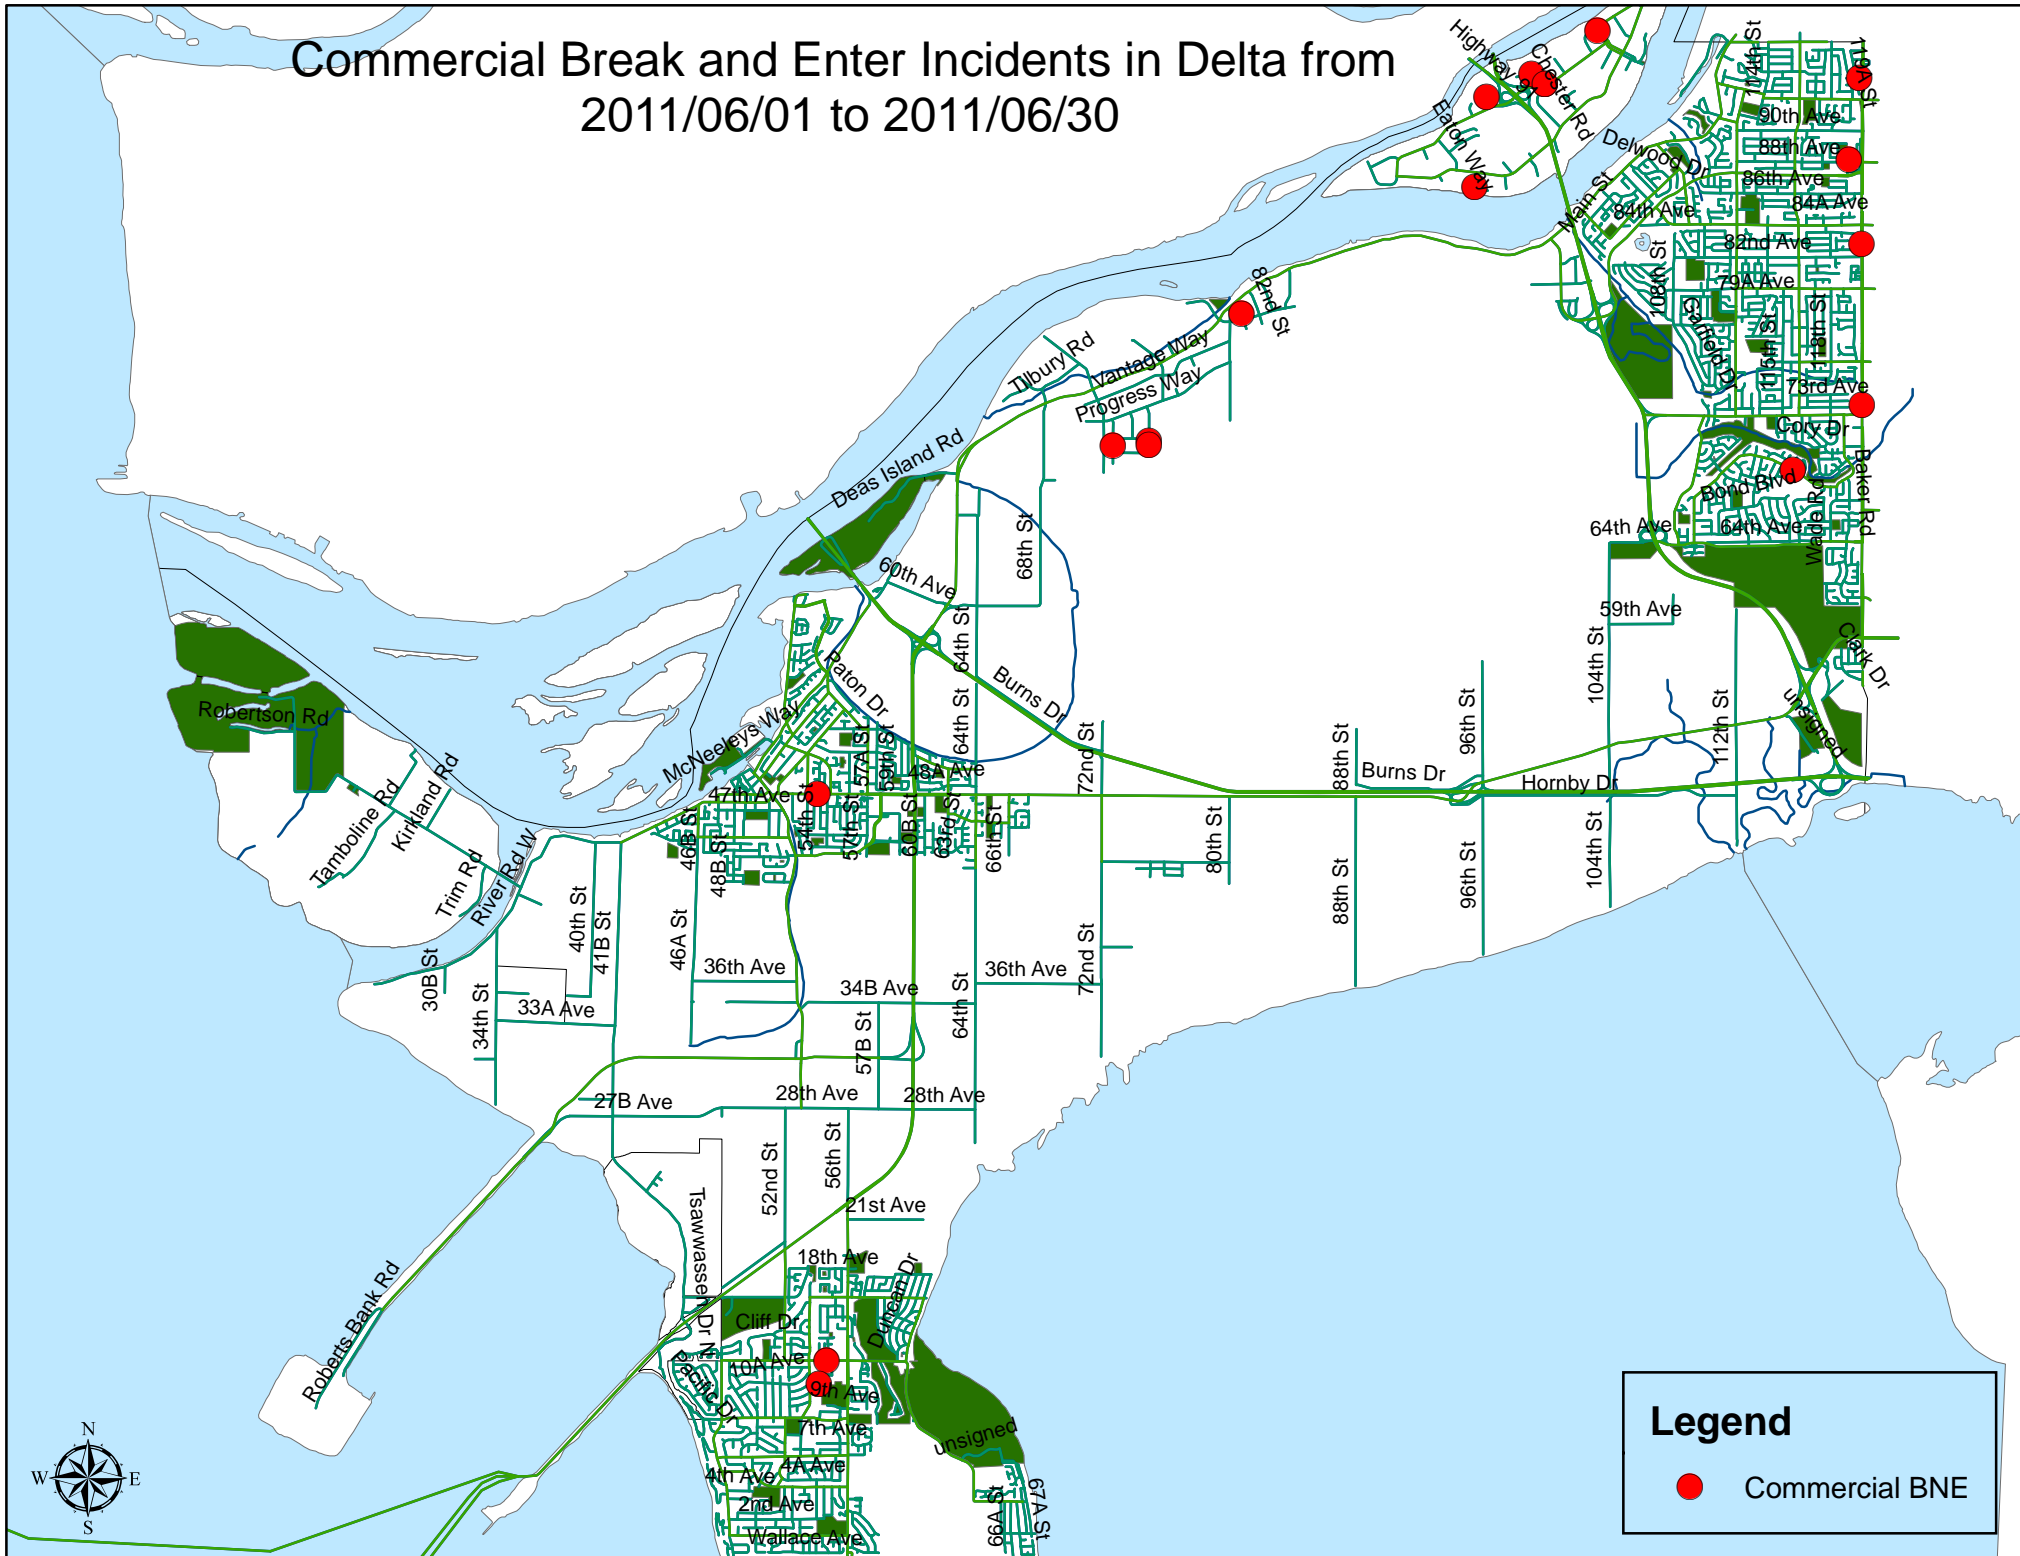 Commercial Break and Enter Incidents in Delta from
2011/06/01 to 2011/06/30
Highway 91
Chester Rd
Eaton Way
114th St
119A St
90th Ave
88th Ave
Delwood Dr
86th Ave
84A Ave
Main St
84th Ave
82nd Ave
108th St
79A Ave
82nd St
Garfield Dr
115th St
118th St
73rd Ave
Tilbury Rd
Vantage Way
Progress Way
Cory Dr
Deas Island Rd
Bond Blvd
Baker Rd
Wade Rd
64th Ave
64th Ave
68th St
60th Ave
59th Ave
64th St
104th St
Clark Dr
Paton Dr
Burns Dr
Robertson Rd
McNeeleys Way
64th St
96th St
112th St
unsigned
57A St
59th St
72nd St
88th St
48A Ave
Burns Dr
Hornby Dr
47th Ave
Tamboline Rd
Kirkland Rd
54th St
57th St
60B St
63rd St
66th St
46B St
48B St
80th St
104th St
Trim Rd
River Rd W
88th St
96th St
40th St
41B St
46A St
36th Ave
36th Ave
72nd St
30B St
34th St
33A Ave
34B Ave
64th St
57B St
27B Ave
28th Ave
28th Ave
52nd St
56th St
21st Ave
Tsawwassen Dr N
18th Ave
Duncan Dr
Roberts Bank Rd
Cliff Dr
10A Ave
Pacific Dr
9th Ave
7th Ave
unsigned
4th Ave
4A Ave
2nd Ave
66A St
67A St
Wallace Ave
N
W
E
S
Legend
Commercial BNE